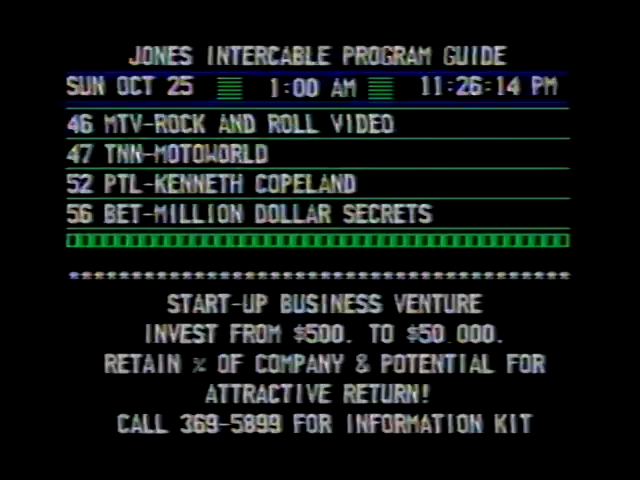 JONES INTERCABLE PROGRAM GUIDE
SUN OCT 25 1:00 AM 11:26:14 PM
46 MTV-ROCK AND ROLL VIDEO
47 TNN-MOTOWORLD
52 PTL-KENNETH COPELAND
56 BET-MILLION DOLLAR SECRETS
START-UP BUSINESS VENTURE
INVEST FROM $500. TO $50.000.
RETAIN % OF COMPANY & POTENTIAL FOR
ATTRACTIVE RETURN!
CALL 369-5899 FOR INFORMATION KIT